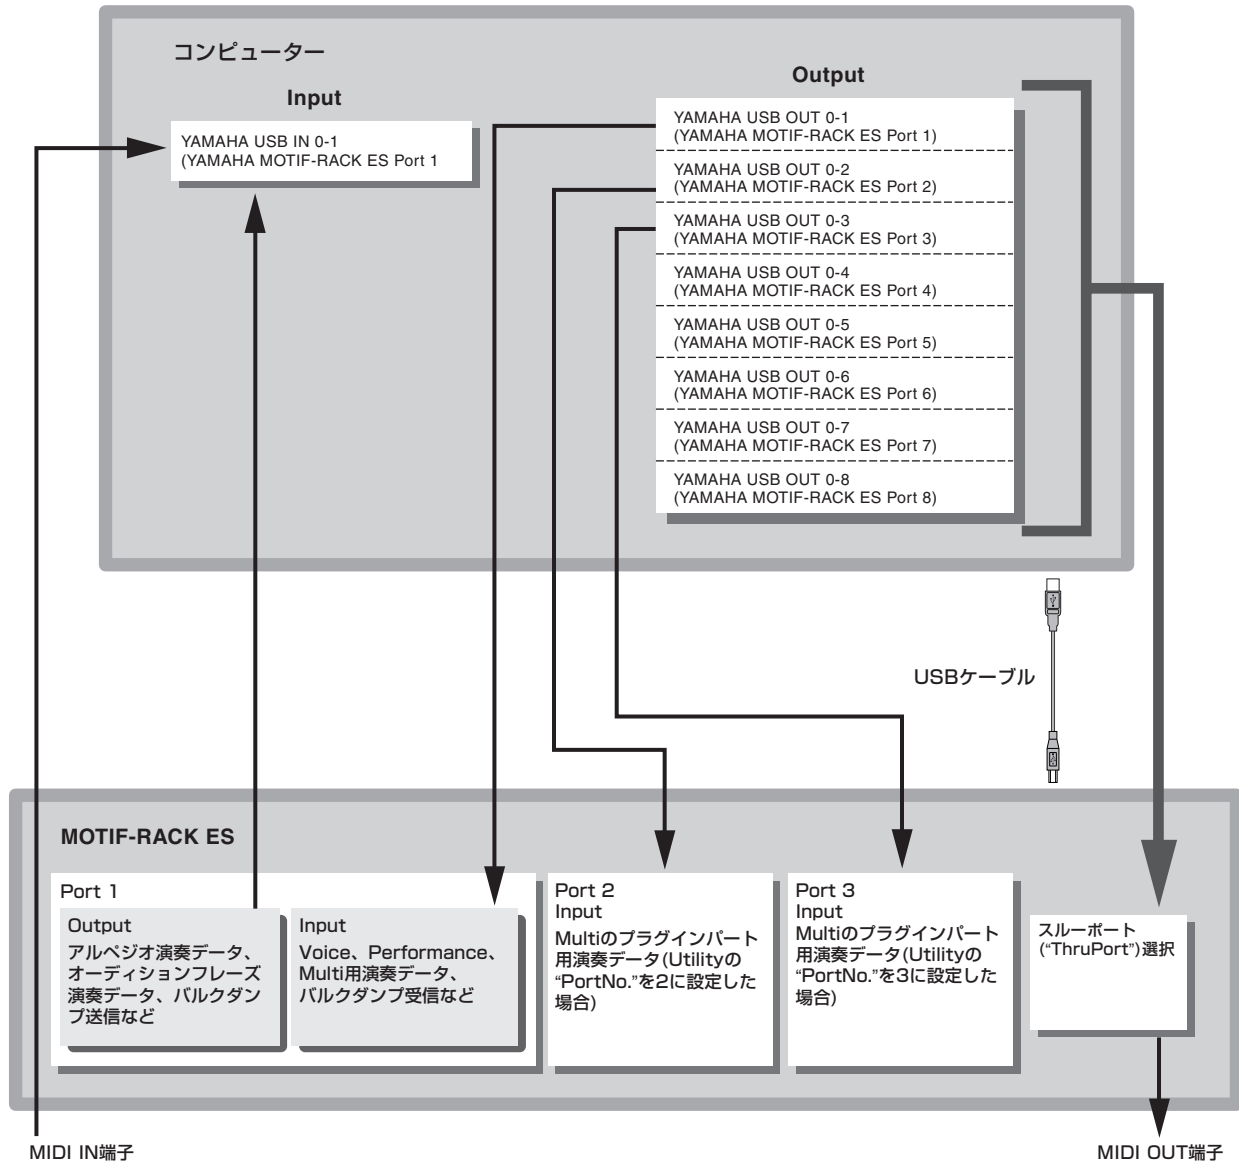 コンピューター
Input
YAMAHA USB IN 0-1
(YAMAHA MOTIF-RACK ES Port 1
Output
YAMAHA USB OUT 0-1
(YAMAHA MOTIF-RACK ES Port 1)
YAMAHA USB OUT 0-2
(YAMAHA MOTIF-RACK ES Port 2)
YAMAHA USB OUT 0-3
(YAMAHA MOTIF-RACK ES Port 3)
YAMAHA USB OUT 0-4
(YAMAHA MOTIF-RACK ES Port 4)
YAMAHA USB OUT 0-5
(YAMAHA MOTIF-RACK ES Port 5)
YAMAHA USB OUT 0-6
(YAMAHA MOTIF-RACK ES Port 6)
YAMAHA USB OUT 0-7
(YAMAHA MOTIF-RACK ES Port 7)
YAMAHA USB OUT 0-8
(YAMAHA MOTIF-RACK ES Port 8)
USBケーブル
MOTIF-RACK ES
Port 1
Output
アルペジオ演奏データ、
オーディションフレーズ
演奏データ、バルクダン
プ送信など
Input
Voice、Performance、
Multi用演奏データ、
バルクダンプ受信など
Port 2
Input
Multiのプラグインパート
用演奏データ(Utilityの
“PortNo.”を2に設定した
場合)
Port 3
Input
Multiのプラグインパート
用演奏データ(Utilityの
“PortNo.”を3に設定した
場合)
スルーポート
(“ThruPort”)選択
MIDI IN端子
MIDI OUT端子